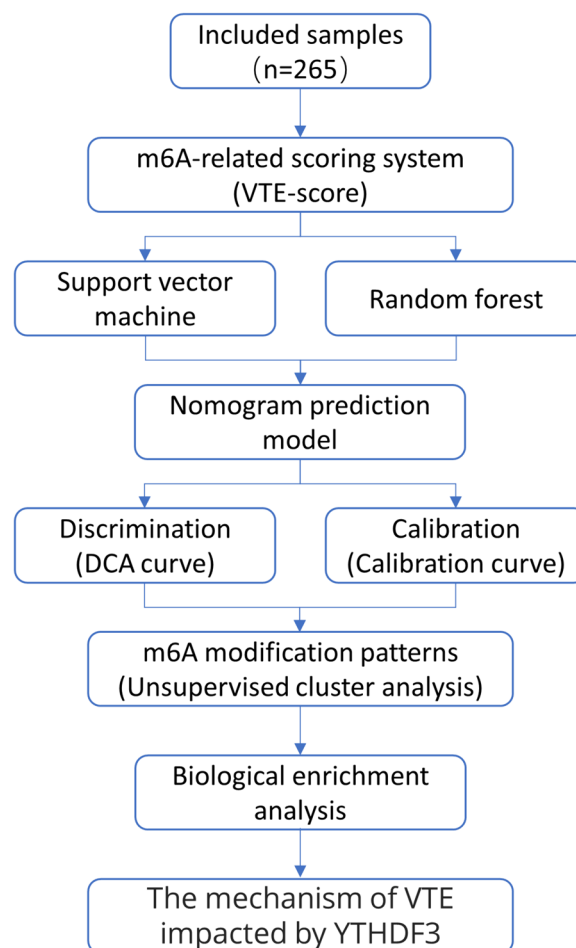 Included samples
（n=265）
m6A-related scoring system
(VTE-score)
Support vector
machine
Random forest
Nomogram prediction
model
Discrimination
(DCA curve)
Calibration
(Calibration curve)
m6A modification patterns
(Unsupervised cluster analysis)
Biological enrichment
analysis
The mechanism of VTE
impacted by YTHDF3